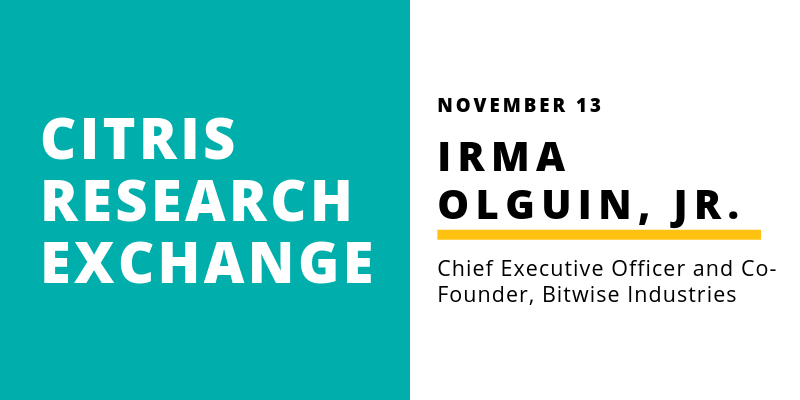 CITRIS
RESEARCH
EXCHANGE
NOVEMBER 13
IRMA
OLGUIN, JR.
Chief Executive Officer and Co-
Founder, Bitwise Industries